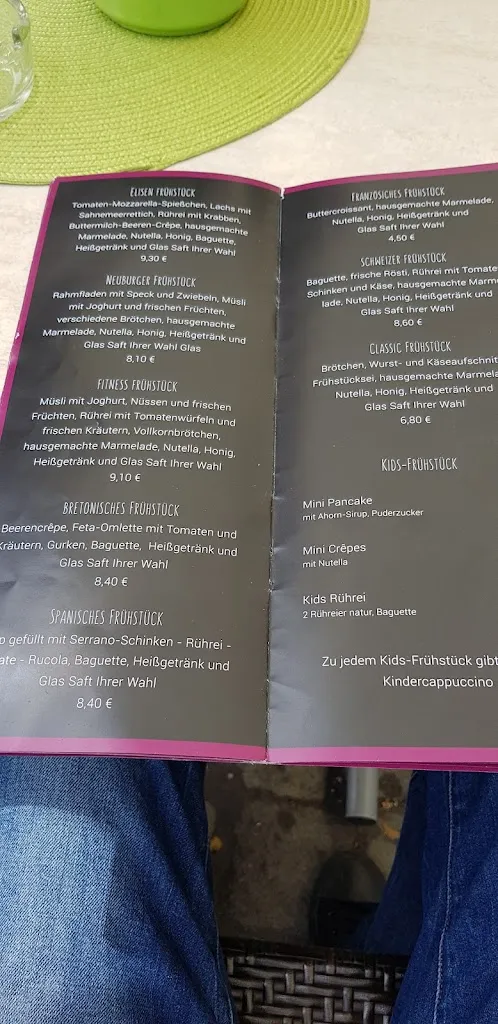 Elisen Frühstück
Tomaten-Mozzarella-Spießchen, Lachs mit
Sahnemeerrettich, Rührei mit Krabben,
Buttermilch-Beeren-Crêpe, hausgemachte
Marmelade, Nutella, Honig, Baguette,
Heißgetränk und Glas Saft Ihrer Wahl
9,30 €
Neuburger Frühstück
Rahmfladen mit Speck und Zwiebeln, Müsli
mit Joghurt und frischen Früchten,
verschiedene Brötchen, hausgemachte
Marmelade, Nutella, Honig, Heißgetränk und
Glas Saft Ihrer Wahl Glas
8,10 €
Fitness Frühstück
Müsli mit Joghurt, Nüssen und frischen
Früchten, Rührei mit Tomatenwürfeln und
frischen Kräutern, Vollkornbrötchen,
hausgemachte Marmelade, Nutella, Honig,
Heißgetränk und Glas Saft Ihrer Wahl
9,10 €
Bretonisches Frühstück
Beerencrêpe, Feta-Omlette mit Tomaten und
Kräutern, Gurken, Baguette, Heißgetränk und
Glas Saft Ihrer Wahl
8,40 €
Spanisches Frühstück
gefüllt mit Serrano-Schinken - Rührei -
- Rucola, Baguette, Heißgetränk und
Glas Saft Ihrer Wahl
8,40 €
Französiches Frühstück
Buttercroissant, hausgemachte Marmelade,
Nutella, Honig, Heißgetränk und
Glas Saft Ihrer Wahl
4,50 €
Schweizer Frühstück
Baguette, frische Rösti, Rührei mit
Schinken und Käse, hausgemachte
lade, Nutella, Honig, Heißgetränk und
Glas Saft Ihrer Wahl
8,60 €
Classic Frühstück
Brötchen, Wurst- und
Frühstücksei, hausgemachte
Nutella, Honig, Heißgetränk und
Glas Saft Ihrer Wahl
6,80 €
Kids-Frühstück
Mini Pancake
mit Ahorn-Sirup, Puderzucker
Mini Crêpes
mit Nutella
Kids Rührei
2 Rühreier natur, Baguette
Zu jedem Kids-Frühstück gibt
Kindercappuccino